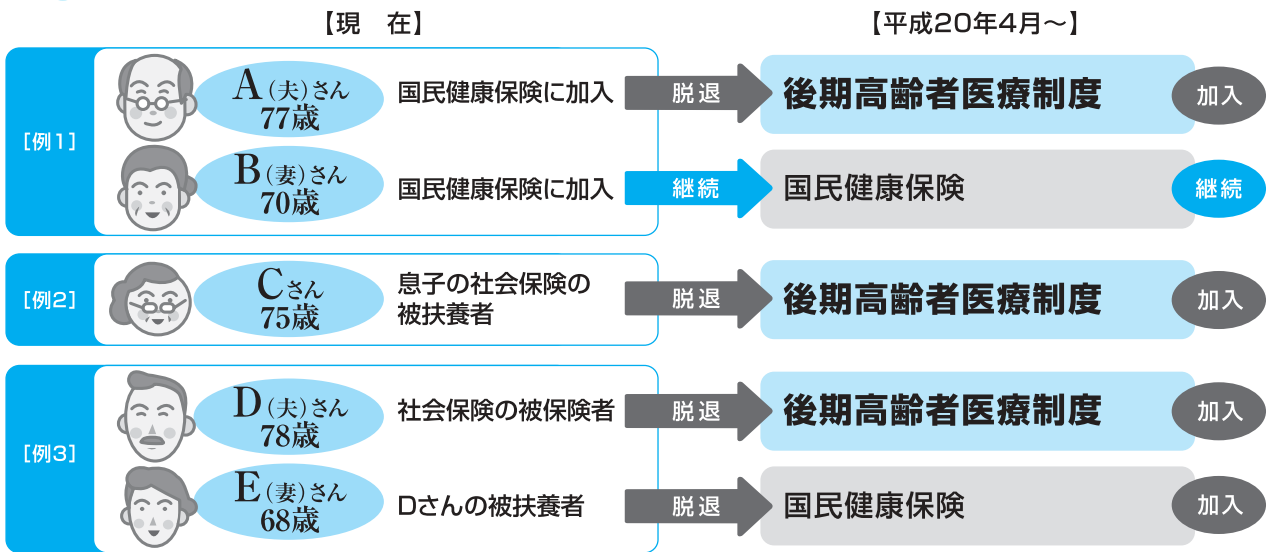 【現　在】
【平成20年4月～】
[例1]
A（夫）さん
77歳
国民健康保険に加入
脱退
後期高齢者医療制度
加入
B（妻）さん
70歳
国民健康保険に加入
継続
国民健康保険
継続
[例2]
Cさん
75歳
息子の社会保険の
被扶養者
脱退
後期高齢者医療制度
加入
[例3]
D（夫）さん
78歳
社会保険の被保険者
脱退
後期高齢者医療制度
加入
E（妻）さん
68歳
Dさんの被扶養者
脱退
国民健康保険
加入